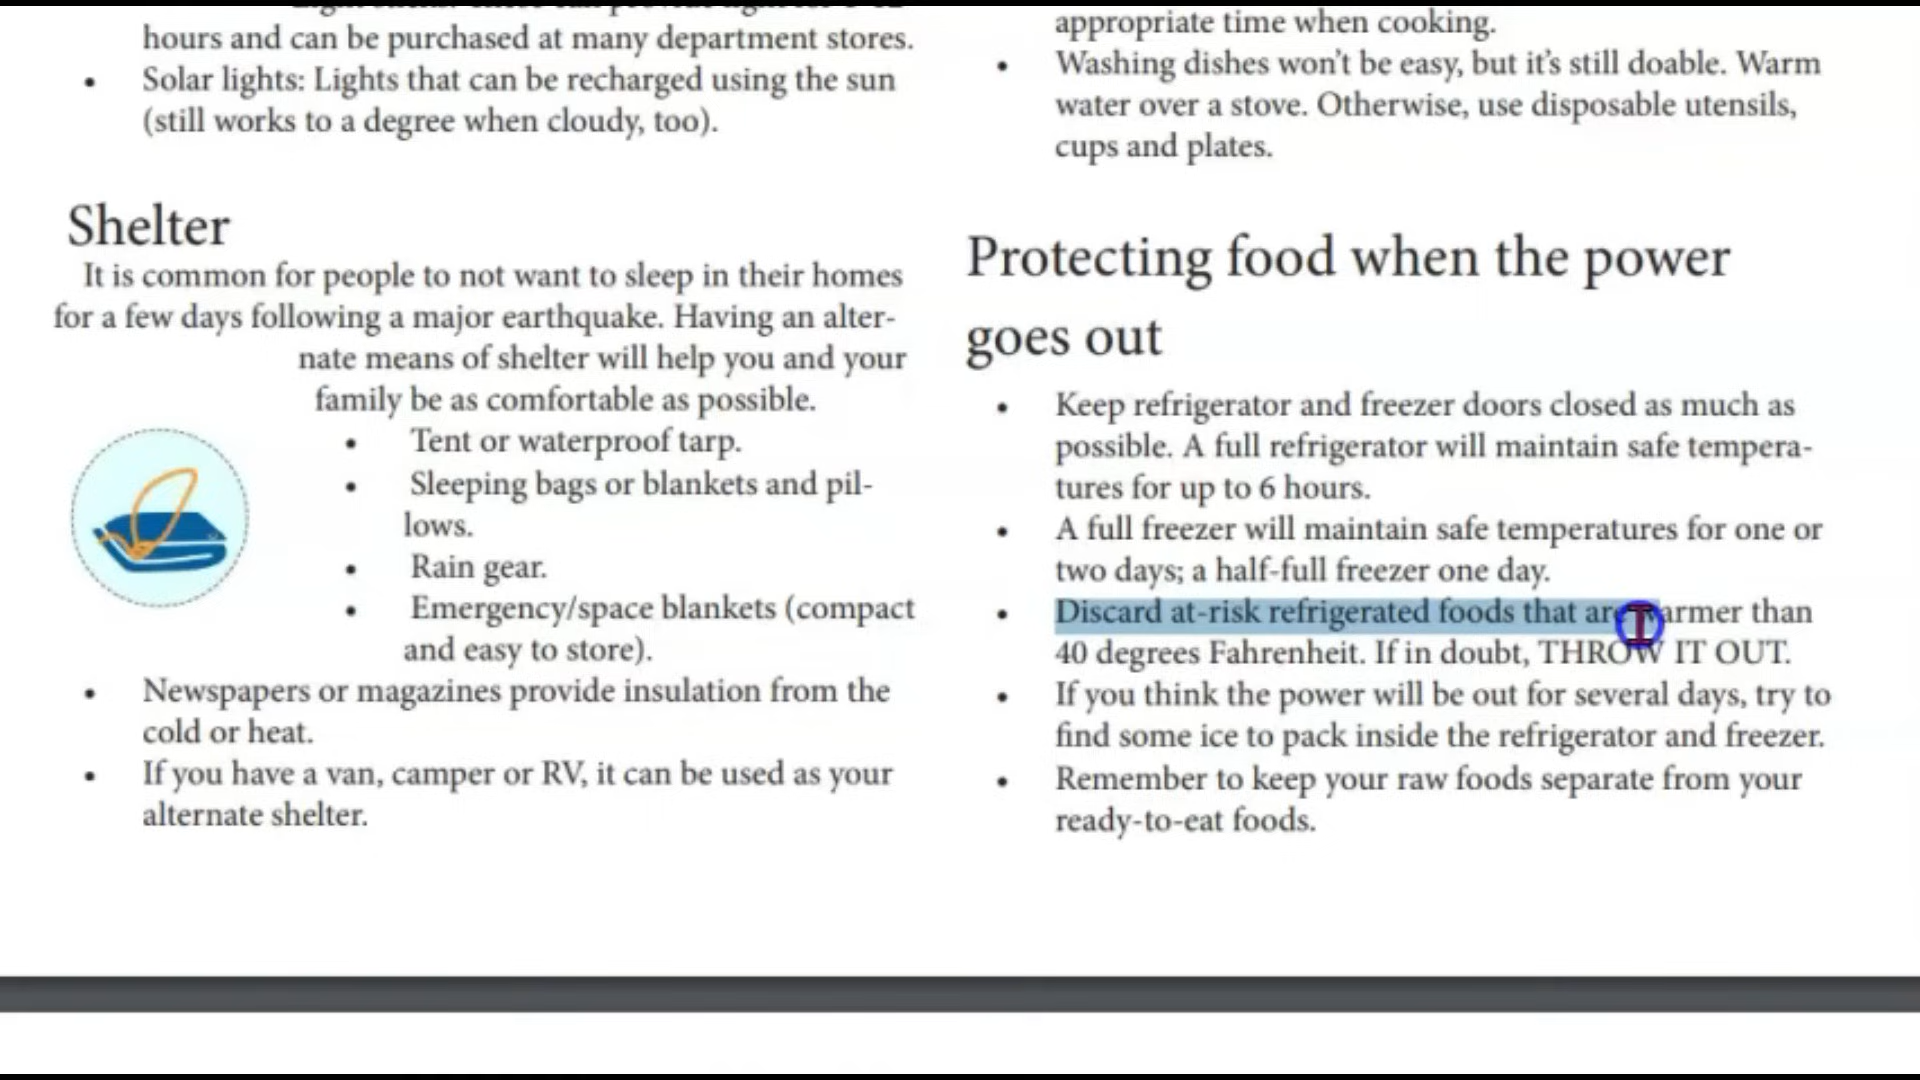 hours and can be purchased at many department stores.
• Solar lights: Lights that can be recharged using the sun
(still works to a degree when cloudy, too).
Shelter
It is common for people to not want to sleep in their homes
for a few days following a major earthquake. Having an alter-
nate means of shelter will help you and your
family be as comfortable as possible.
• Tent or waterproof tarp.
• Sleeping bags or blankets and pil-
lows.
• Rain gear.
• Emergency/space blankets (compact
and easy to store).
• Newspapers or magazines provide insulation from the
cold or heat.
• If you have a van, camper or RV, it can be used as your
alternate shelter.
appropriate time when cooking.
• Washing dishes won't be easy, but it's still doable. Warm
water over a stove. Otherwise, use disposable utensils,
cups and plates.
Protecting food when the power
goes out
• Keep refrigerator and freezer doors closed as much as
possible. A full refrigerator will maintain safe tempera-
tures for up to 6 hours.
• A full freezer will maintain safe temperatures for one or
two days; a half-full freezer one day.
• Discard at-risk refrigerated foods that are warmer than
40 degrees Fahrenheit. If in doubt, THROW IT OUT.
• If you think the power will be out for several days, try to
find some ice to pack inside the refrigerator and freezer.
• Remember to keep your raw foods separate from your
ready-to-eat foods.